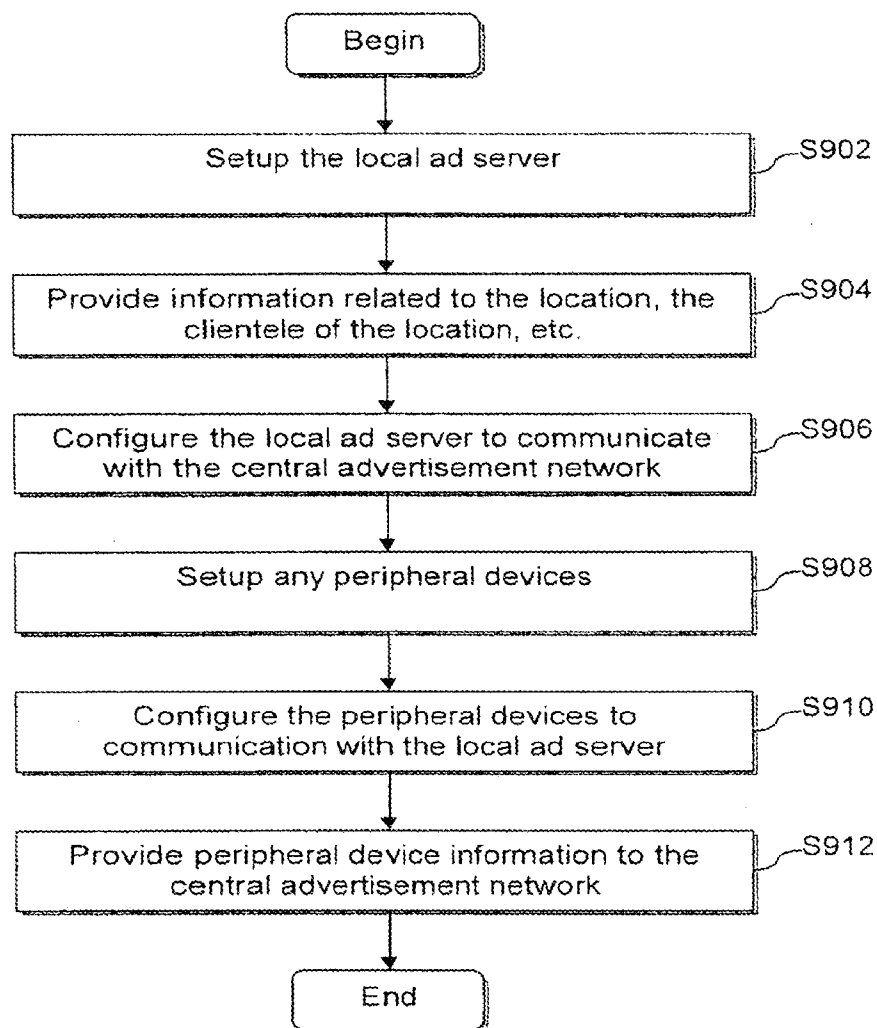 Begin
Setup the local ad server
S902
Provide information related to the location, the
clientele of the location, etc.
S904
Configure the local ad server to communicate
with the central advertisement network
S906
Setup any peripheral devices
S908
Configure the peripheral devices to
communication with the local ad server
S910
Provide peripheral device information to the
central advertisement network
S912
End